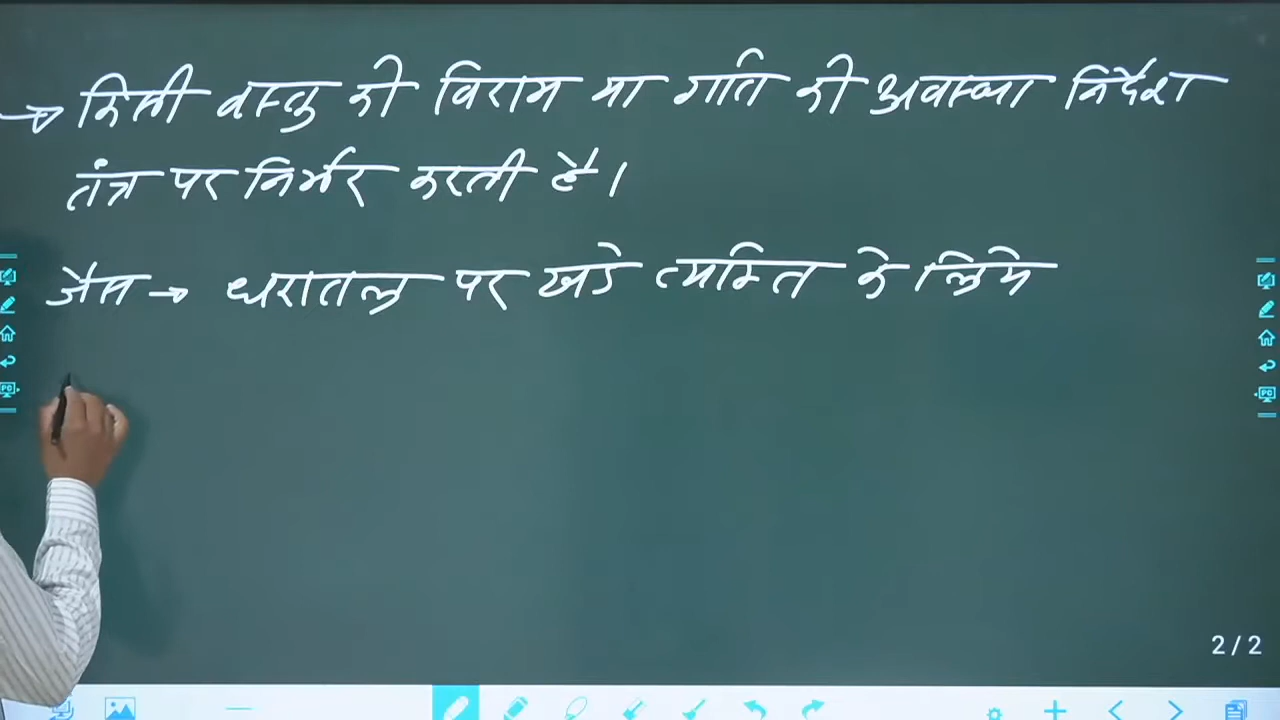 → किसी वस्तु की विराम या गति की अवस्था निर्देश
तंत्र पर निर्भर करती है।
जैसे → धरातल पर खडे व्यक्ति के लिये
2/2